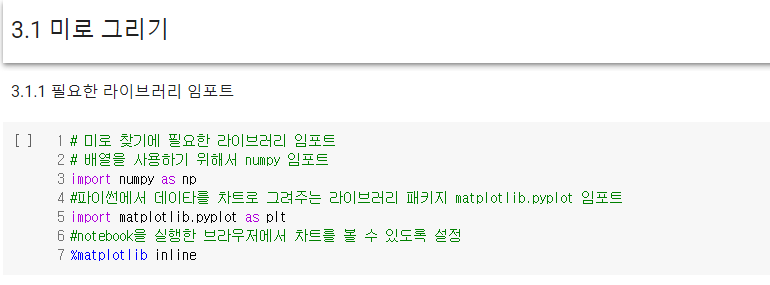 3.1 미로 그리기
3.1.1 필요한 라이브러리 임포트
[ ] 1 # 미로 찾기에 필요한 라이브러리 임포트
2 # 배열을 사용하기 위해서 numpy 임포트
3 import numpy as np
4 #파이썬에서 데이타를 차트로 그려주는 라이브러리 패키지 matplotlib.pyplot 임포트
5 import matplotlib.pyplot as plt
6 #notebook을 실행한 브라우저에서 차트를 볼 수 있도록 설정
7 %matplotlib inline